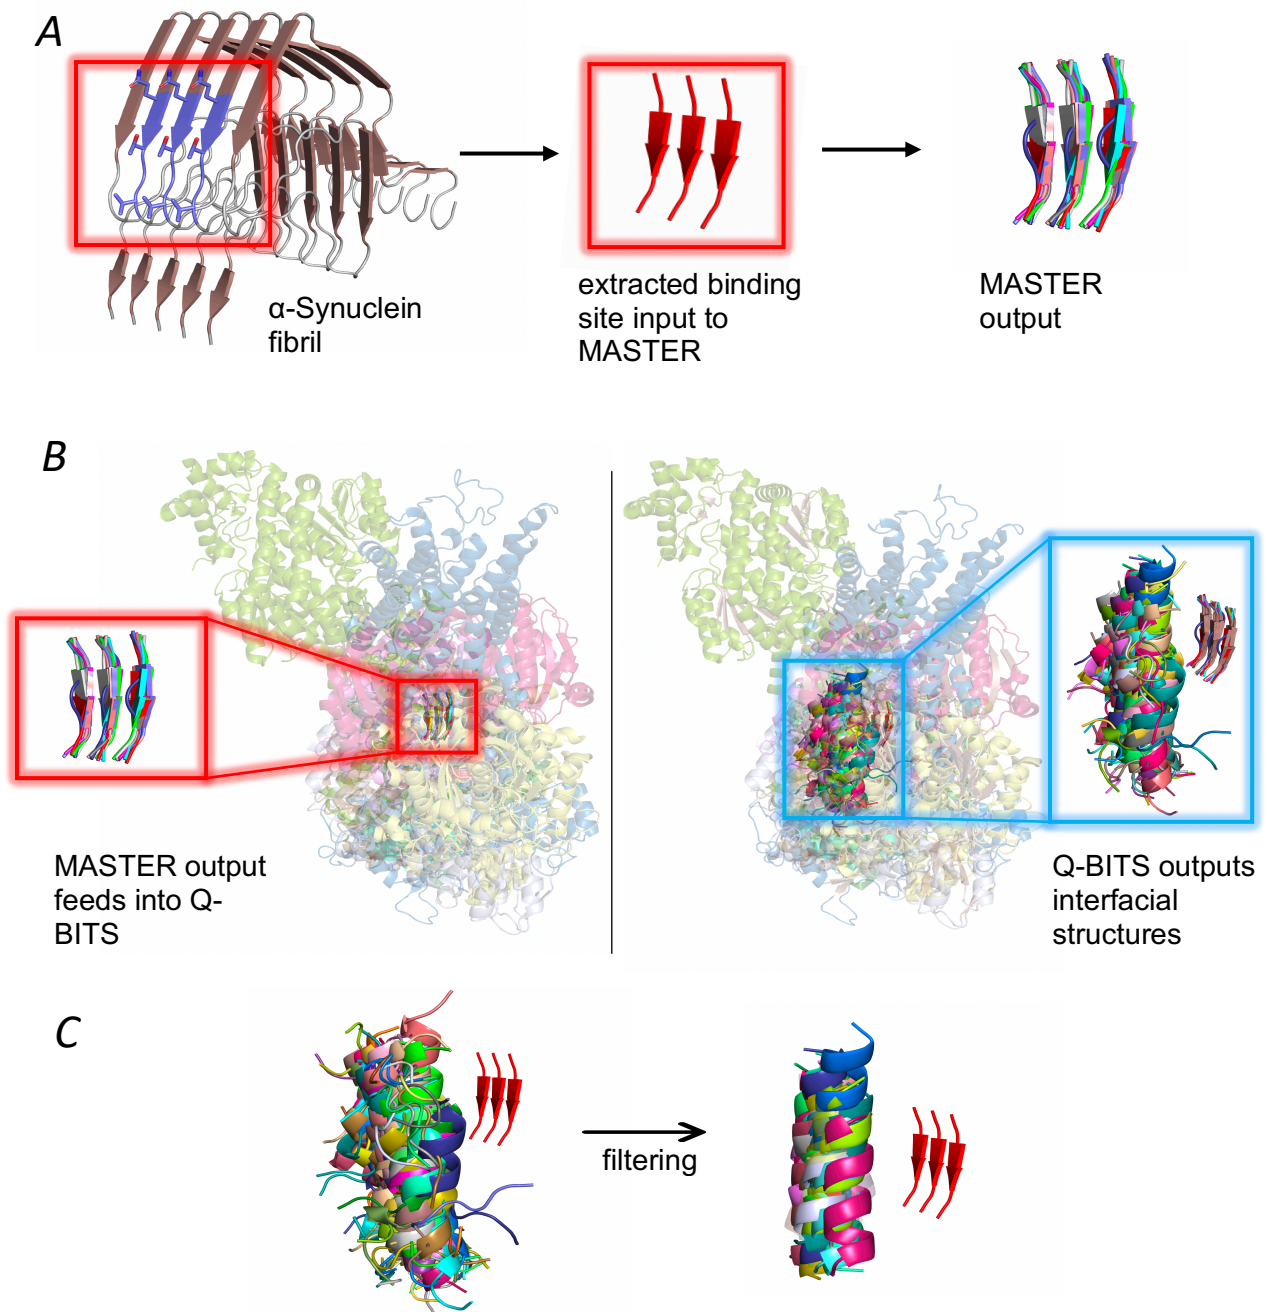 A
α-Synuclein
fibril
extracted binding
site input to
MASTER
MASTER
output
B
MASTER output
feeds into Q-
BITS
Q-BITS outputs
interfacial
structures
C
filtering